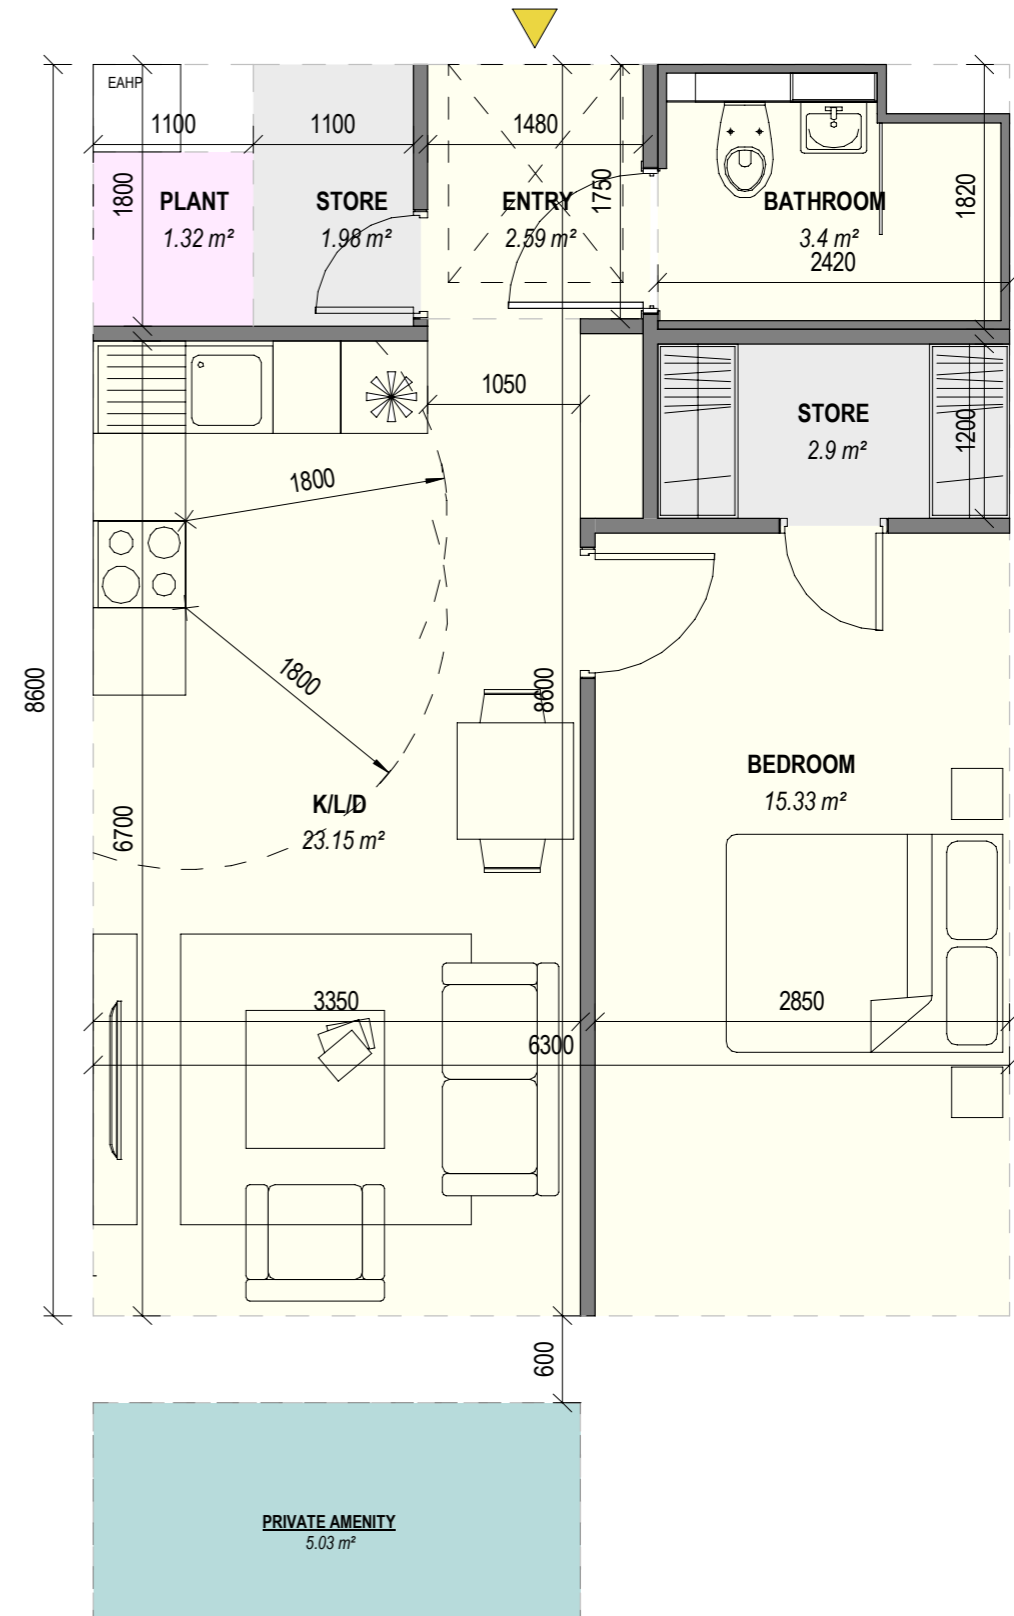 EAHP
1100
1100
1480
1800
PLANT
1.32 m²
STORE
1.98 m²
ENTRY
2.59 m²
1750
BATHROOM
3.4 m²
2420
1820
1050
STORE
2.9 m²
1200
1800
1800
8600
8600
6700
K/L/D
23.15 m²
BEDROOM
15.33 m²
3350
2850
6300
600
PRIVATE AMENITY
5.03 m²